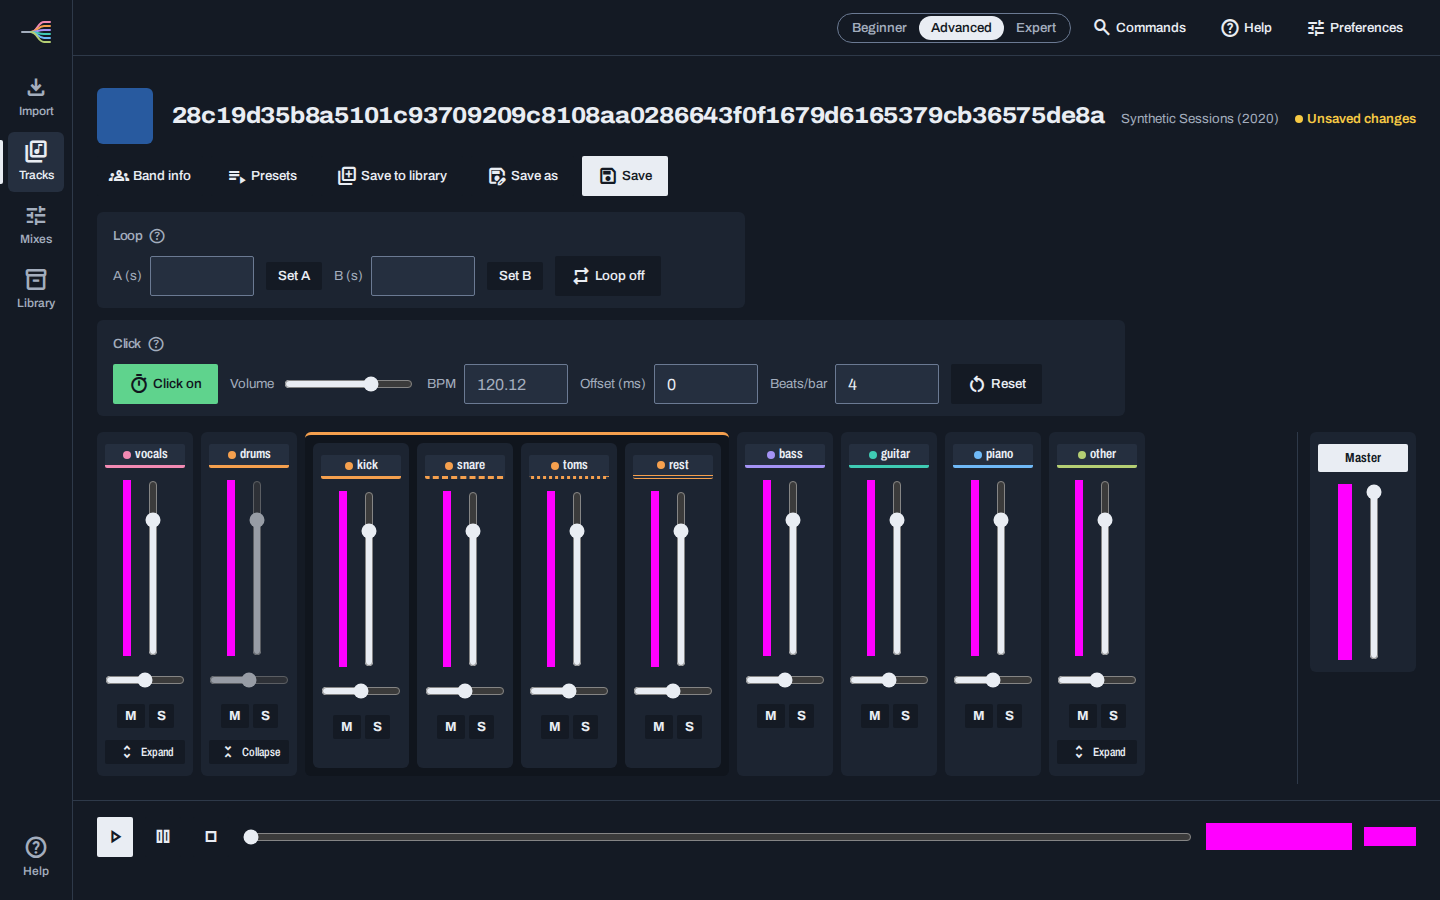 Beginner Advanced Expert Commands Help Preferences
Import
Tracks
Mixes
Library
Help
28c19d35b8a5101c93709209c8108aa0286643f0f1679d6165379cb36575de8a Synthetic Sessions (2020) Unsaved changes
Band info Presets Save to library Save as Save
Loop
A (s) Set A B (s) Set B Loop off
Click
Click on Volume BPM 120.12 Offset (ms) 0 Beats/bar 4 Reset
vocals drums kick snare toms rest bass guitar piano other Master
M S M S M S M S M S M S M S M S M S M S
Expand Collapse Expand